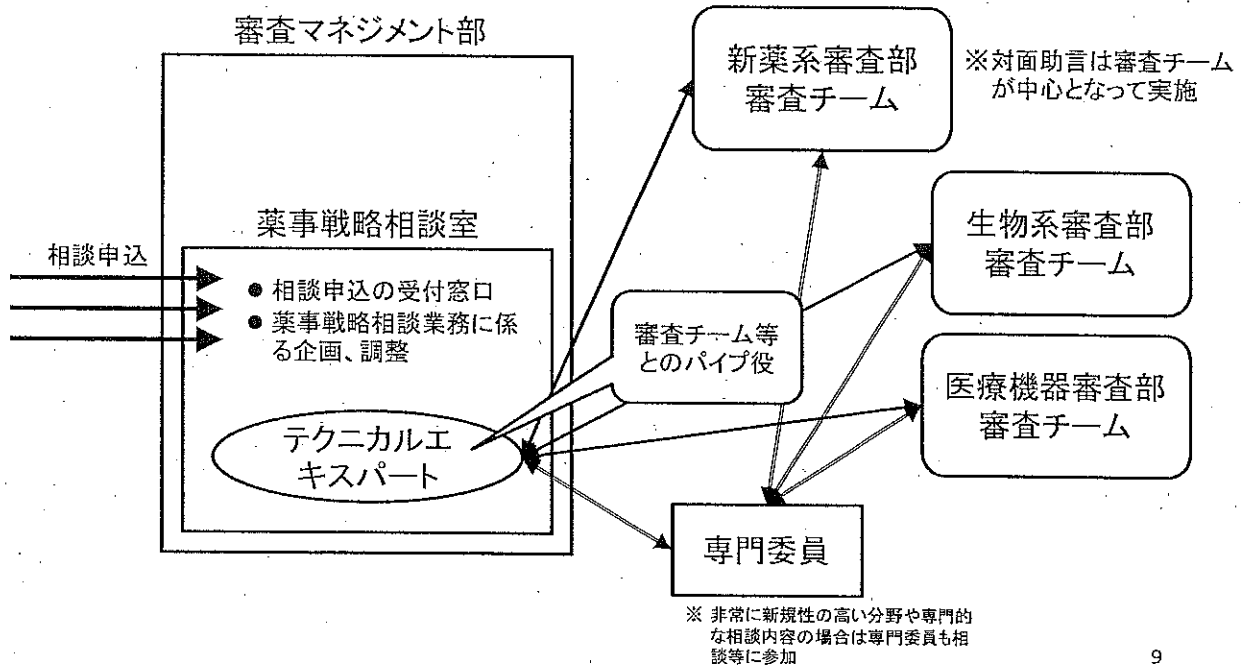 審査マネジメント部
新薬系審査部
審査チーム
※対面助言は審査チーム
が中心となって実施
薬事戦略相談室
相談申込
● 相談申込の受付窓口
● 薬事戦略相談業務に係
る企画、調整
審査チーム等
とのパイプ役
生物系審査部
審査チーム
医療機器審査部
審査チーム
テクニカルエ
キスパート
専門委員
※ 非常に新規性の高い分野や専門的
な相談内容の場合は専門委員も相
談等に参加
9